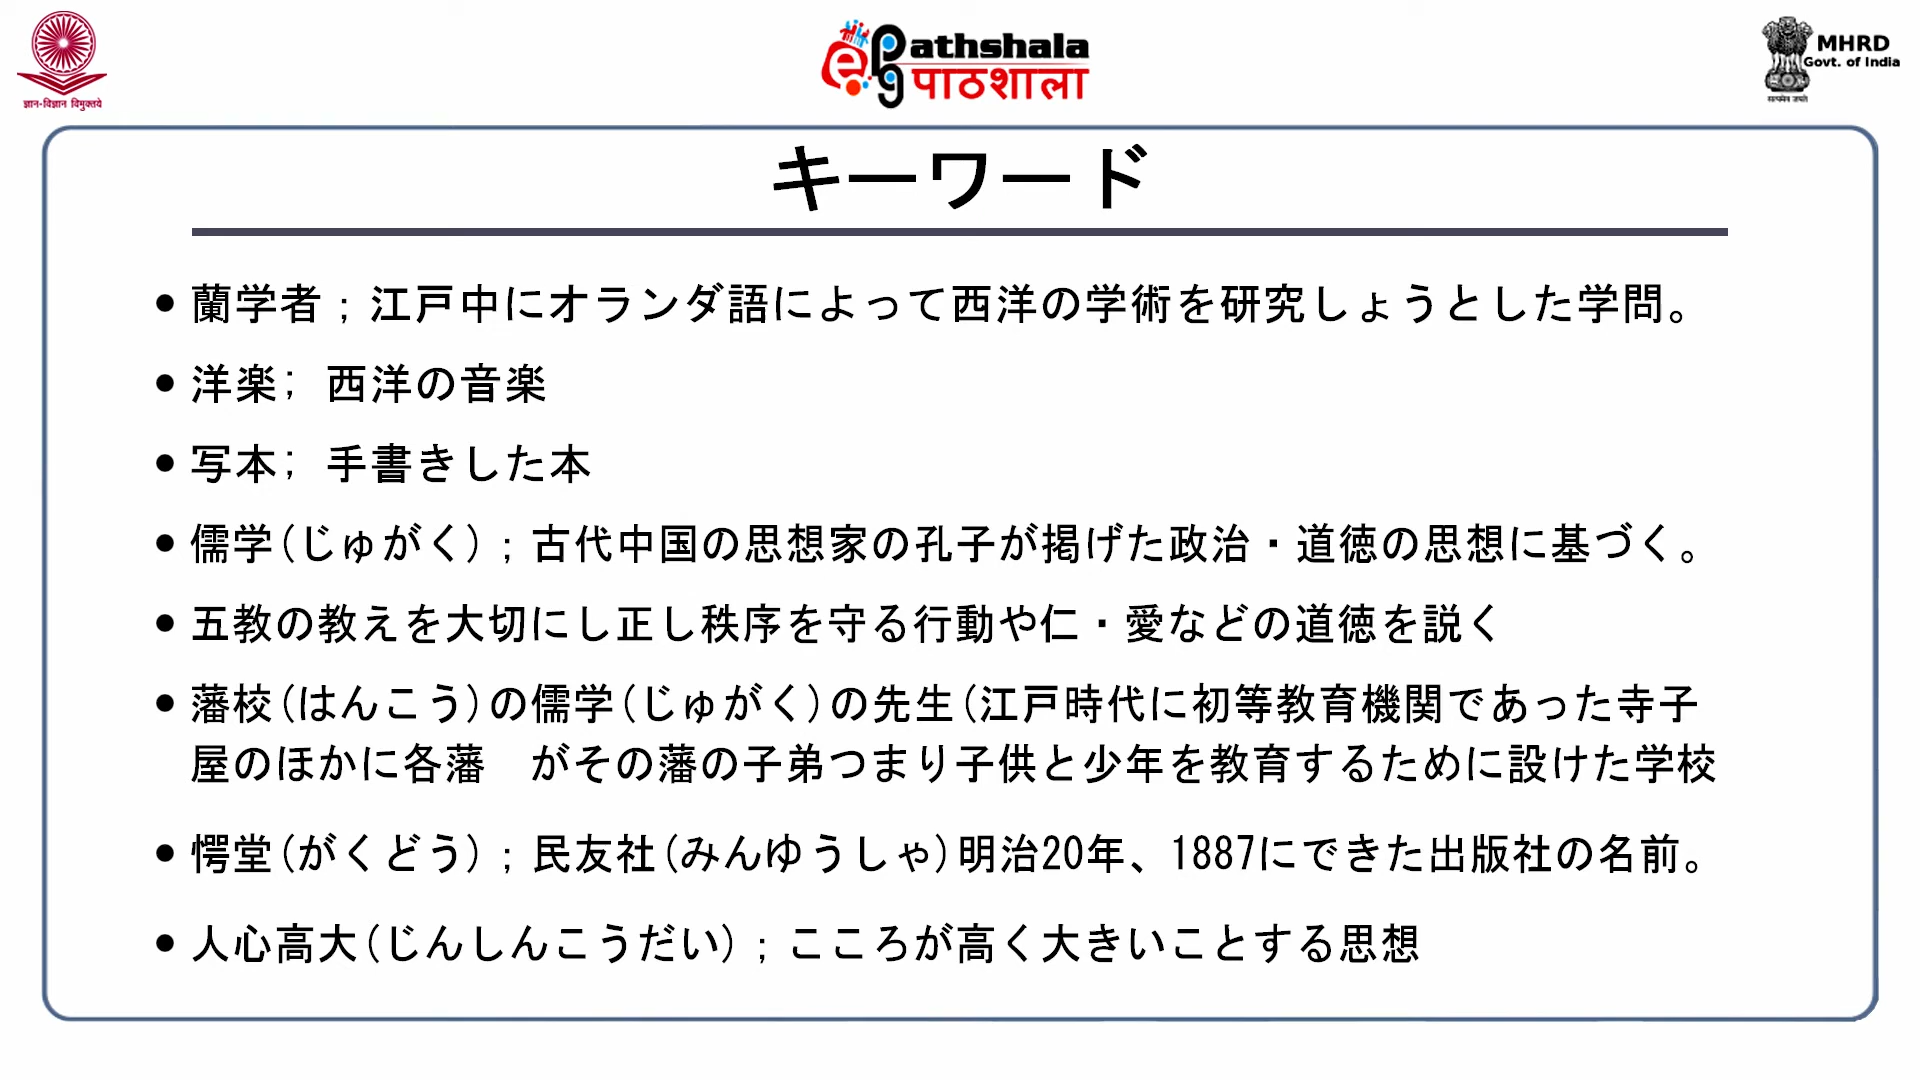 ज्ञान-विज्ञान विमुक्तये
ePG Pathshala
पाठशाला
MHRD
Govt. of India
सत्यमेव जयते
キーワード
• 蘭学者；江戸中にオランダ語によって西洋の学術を研究しょうとした学問。
• 洋楽； 西洋の音楽
• 写本； 手書きした本
• 儒学(じゅがく)；古代中国の思想家の孔子が掲げた政治・道徳の思想に基づく。
• 五教の教えを大切にし正し秩序を守る行動や仁・愛などの道徳を説く
• 藩校(はんこう)の儒学(じゅがく)の先生(江戸時代に初等教育機関であった寺子
屋のほかに各藩　がその藩の子弟つまり子供と少年を教育するために設けた学校
• 愕堂(がくどう)；民友社(みんゆうしゃ)明治20年、1887にできた出版社の名前。
• 人心高大(じんしんこうだい)；こころが高く大きいことする思想